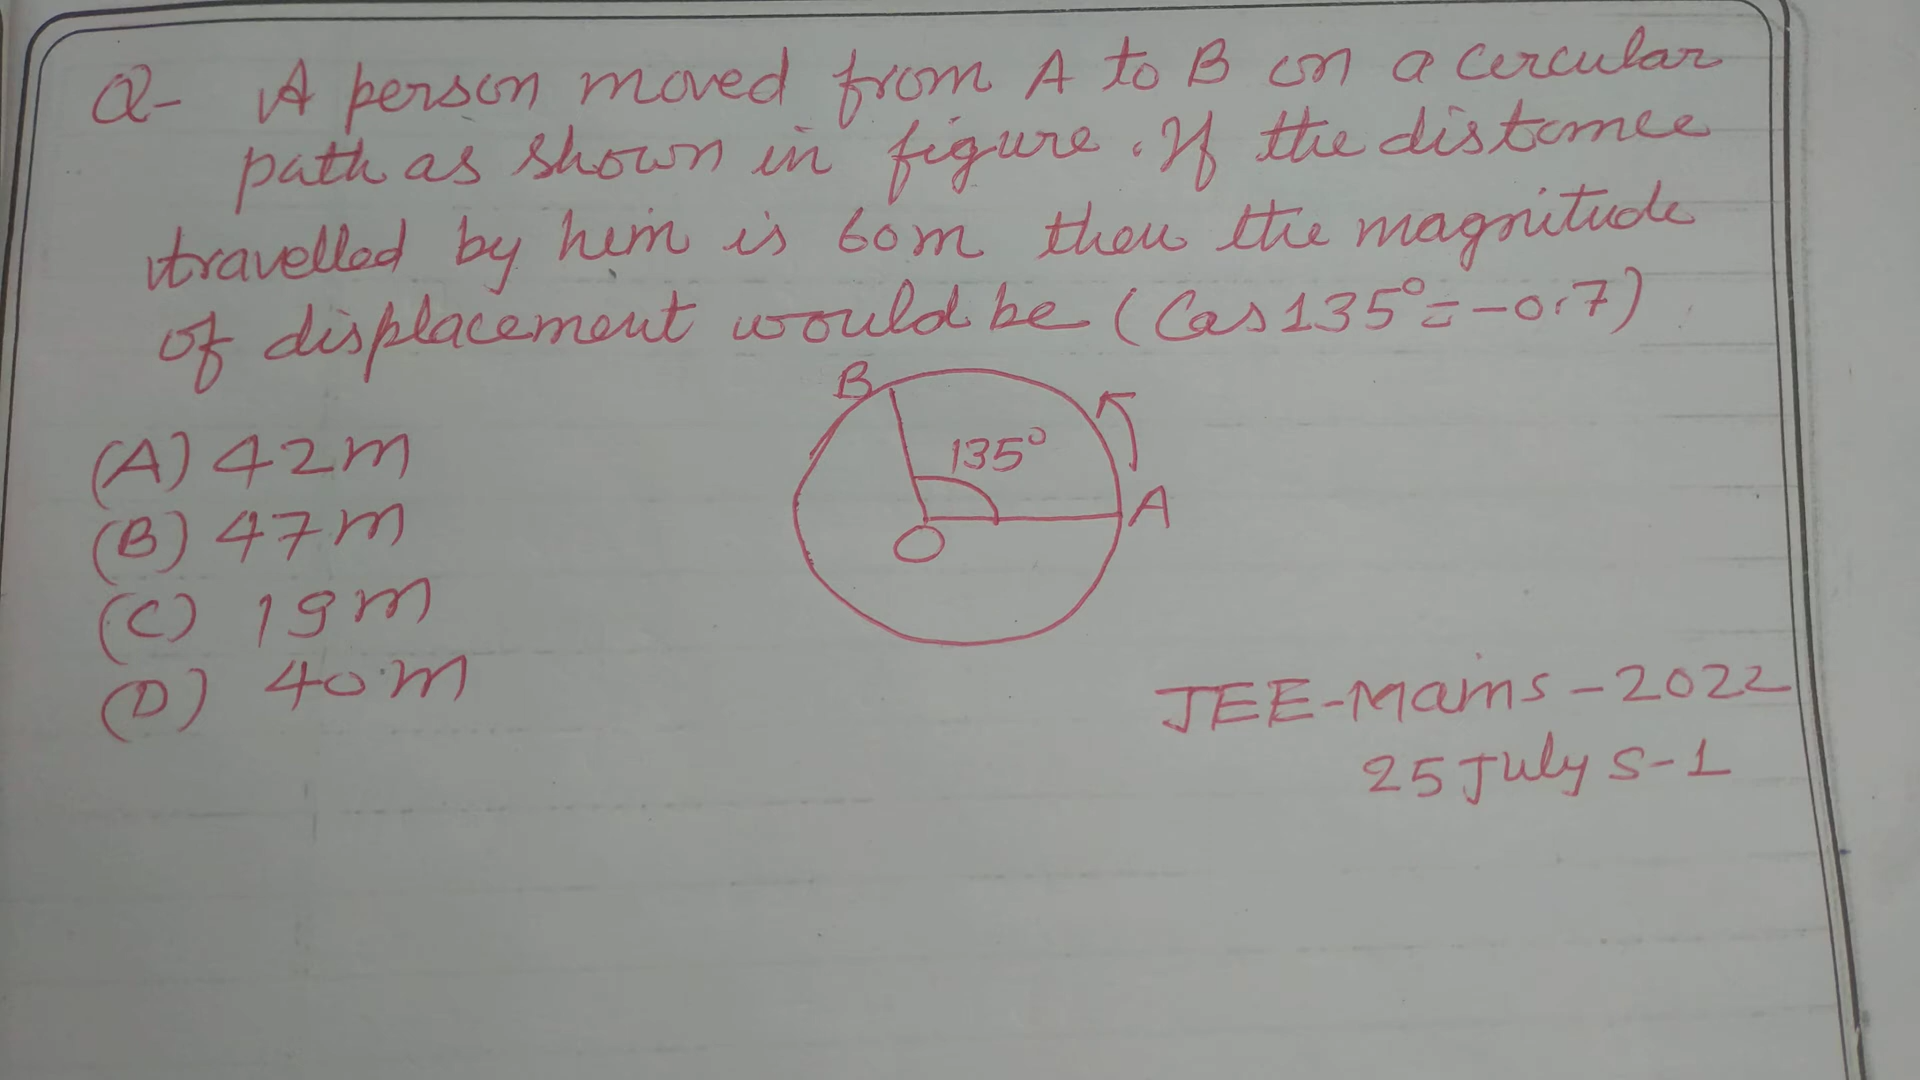 Q- A person moved from A to B on a circular
path as shown in figure. If the distance
travelled by him is 60m then the magnitude
of displacement would be (Cos135°=-0.7)
B
135°
A
O
(A) 42m
(B) 47m
(C) 19m
(D) 40m
JEE-Mains-2022
25 July S-1